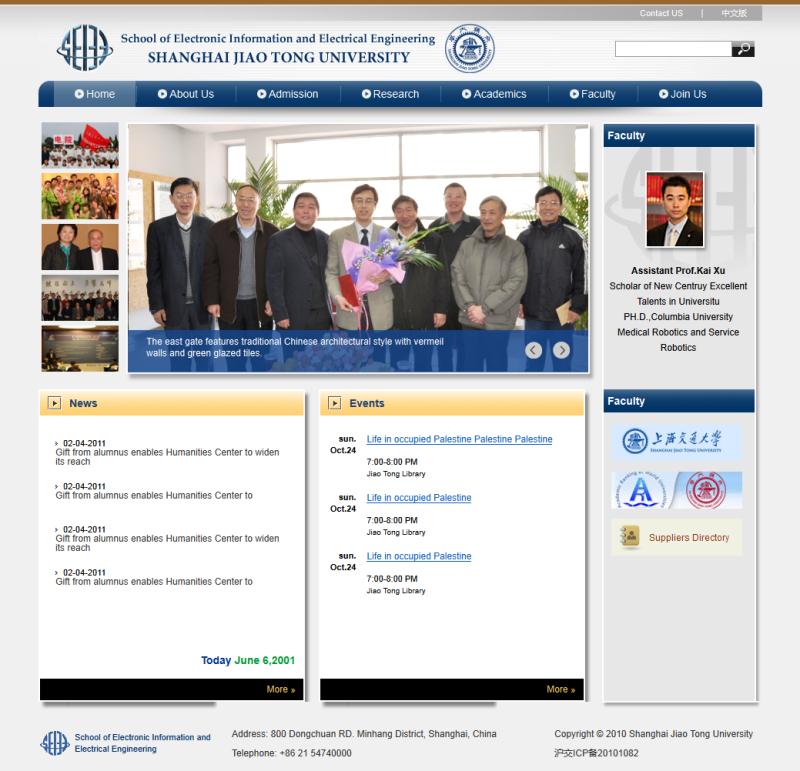 Contact US | 中文版
School of Electronic Information and Electrical Engineering
SHANGHAI JIAO TONG UNIVERSITY
Home
About Us
Admission
Research
Academics
Faculty
Join Us
The east gate features traditional Chinese architectural style with vermeil
walls and green glazed tiles.
Faculty
Assistant Prof.Kai Xu
Scholar of New Centruy Excellent
Talents in Universitu
PH.D.,Columbia University
Medical Robotics and Service
Robotics
News
02-04-2011
Gift from alumnus enables Humanities Center to widen
its reach
02-04-2011
Gift from alumnus enables Humanities Center to
02-04-2011
Gift from alumnus enables Humanities Center to widen
its reach
02-04-2011
Gift from alumnus enables Humanities Center to
Today June 6,2001
More »
Events
sun.
Oct.24
Life in occupied Palestine Palestine Palestine
7:00-8:00 PM
Jiao Tong Library
sun.
Oct.24
Life in occupied Palestine
7:00-8:00 PM
Jiao Tong Library
sun.
Oct.24
Life in occupied Palestine
7:00-8:00 PM
Jiao Tong Library
More »
Faculty
上海交通大学
SHANGHAI JIAO TONG UNIVERSITY
Academic Ranking of World Universities
Suppliers Directory
School of Electronic Information and
Electrical Engineering
Address: 800 Dongchuan RD. Minhang District, Shanghai, China
Telephone: +86 21 54740000
Copyright © 2010 Shanghai Jiao Tong University
沪交ICP备20101082